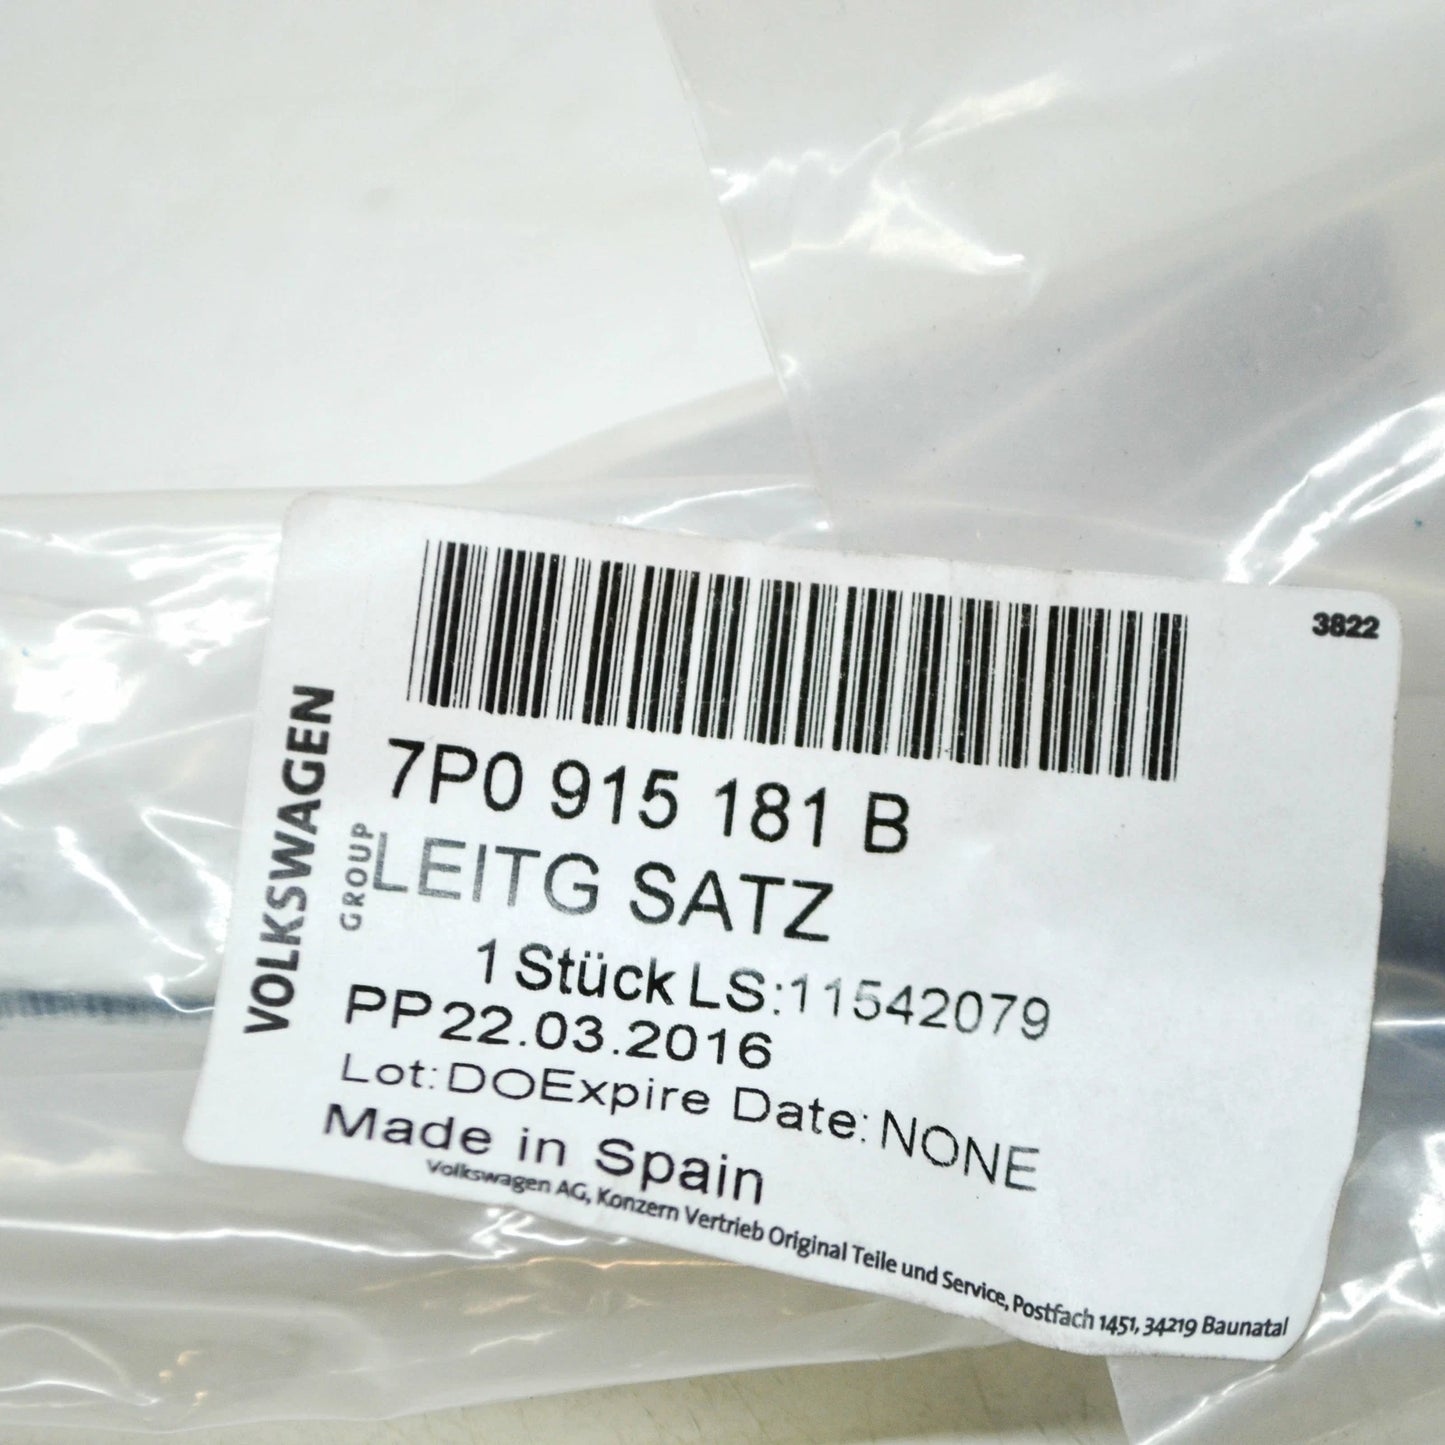 3822
VOLKSWAGEN
GROUP
7P0 915 181 B
LEITG SATZ
1 Stück LS:11542079
PP 22.03.2016
Lot:DOExpire Date:NONE
Made in Spain
Volkswagen AG, Konzern Vertrieb Original Teile und Service, Postfach 1451, 34219 Baunatal